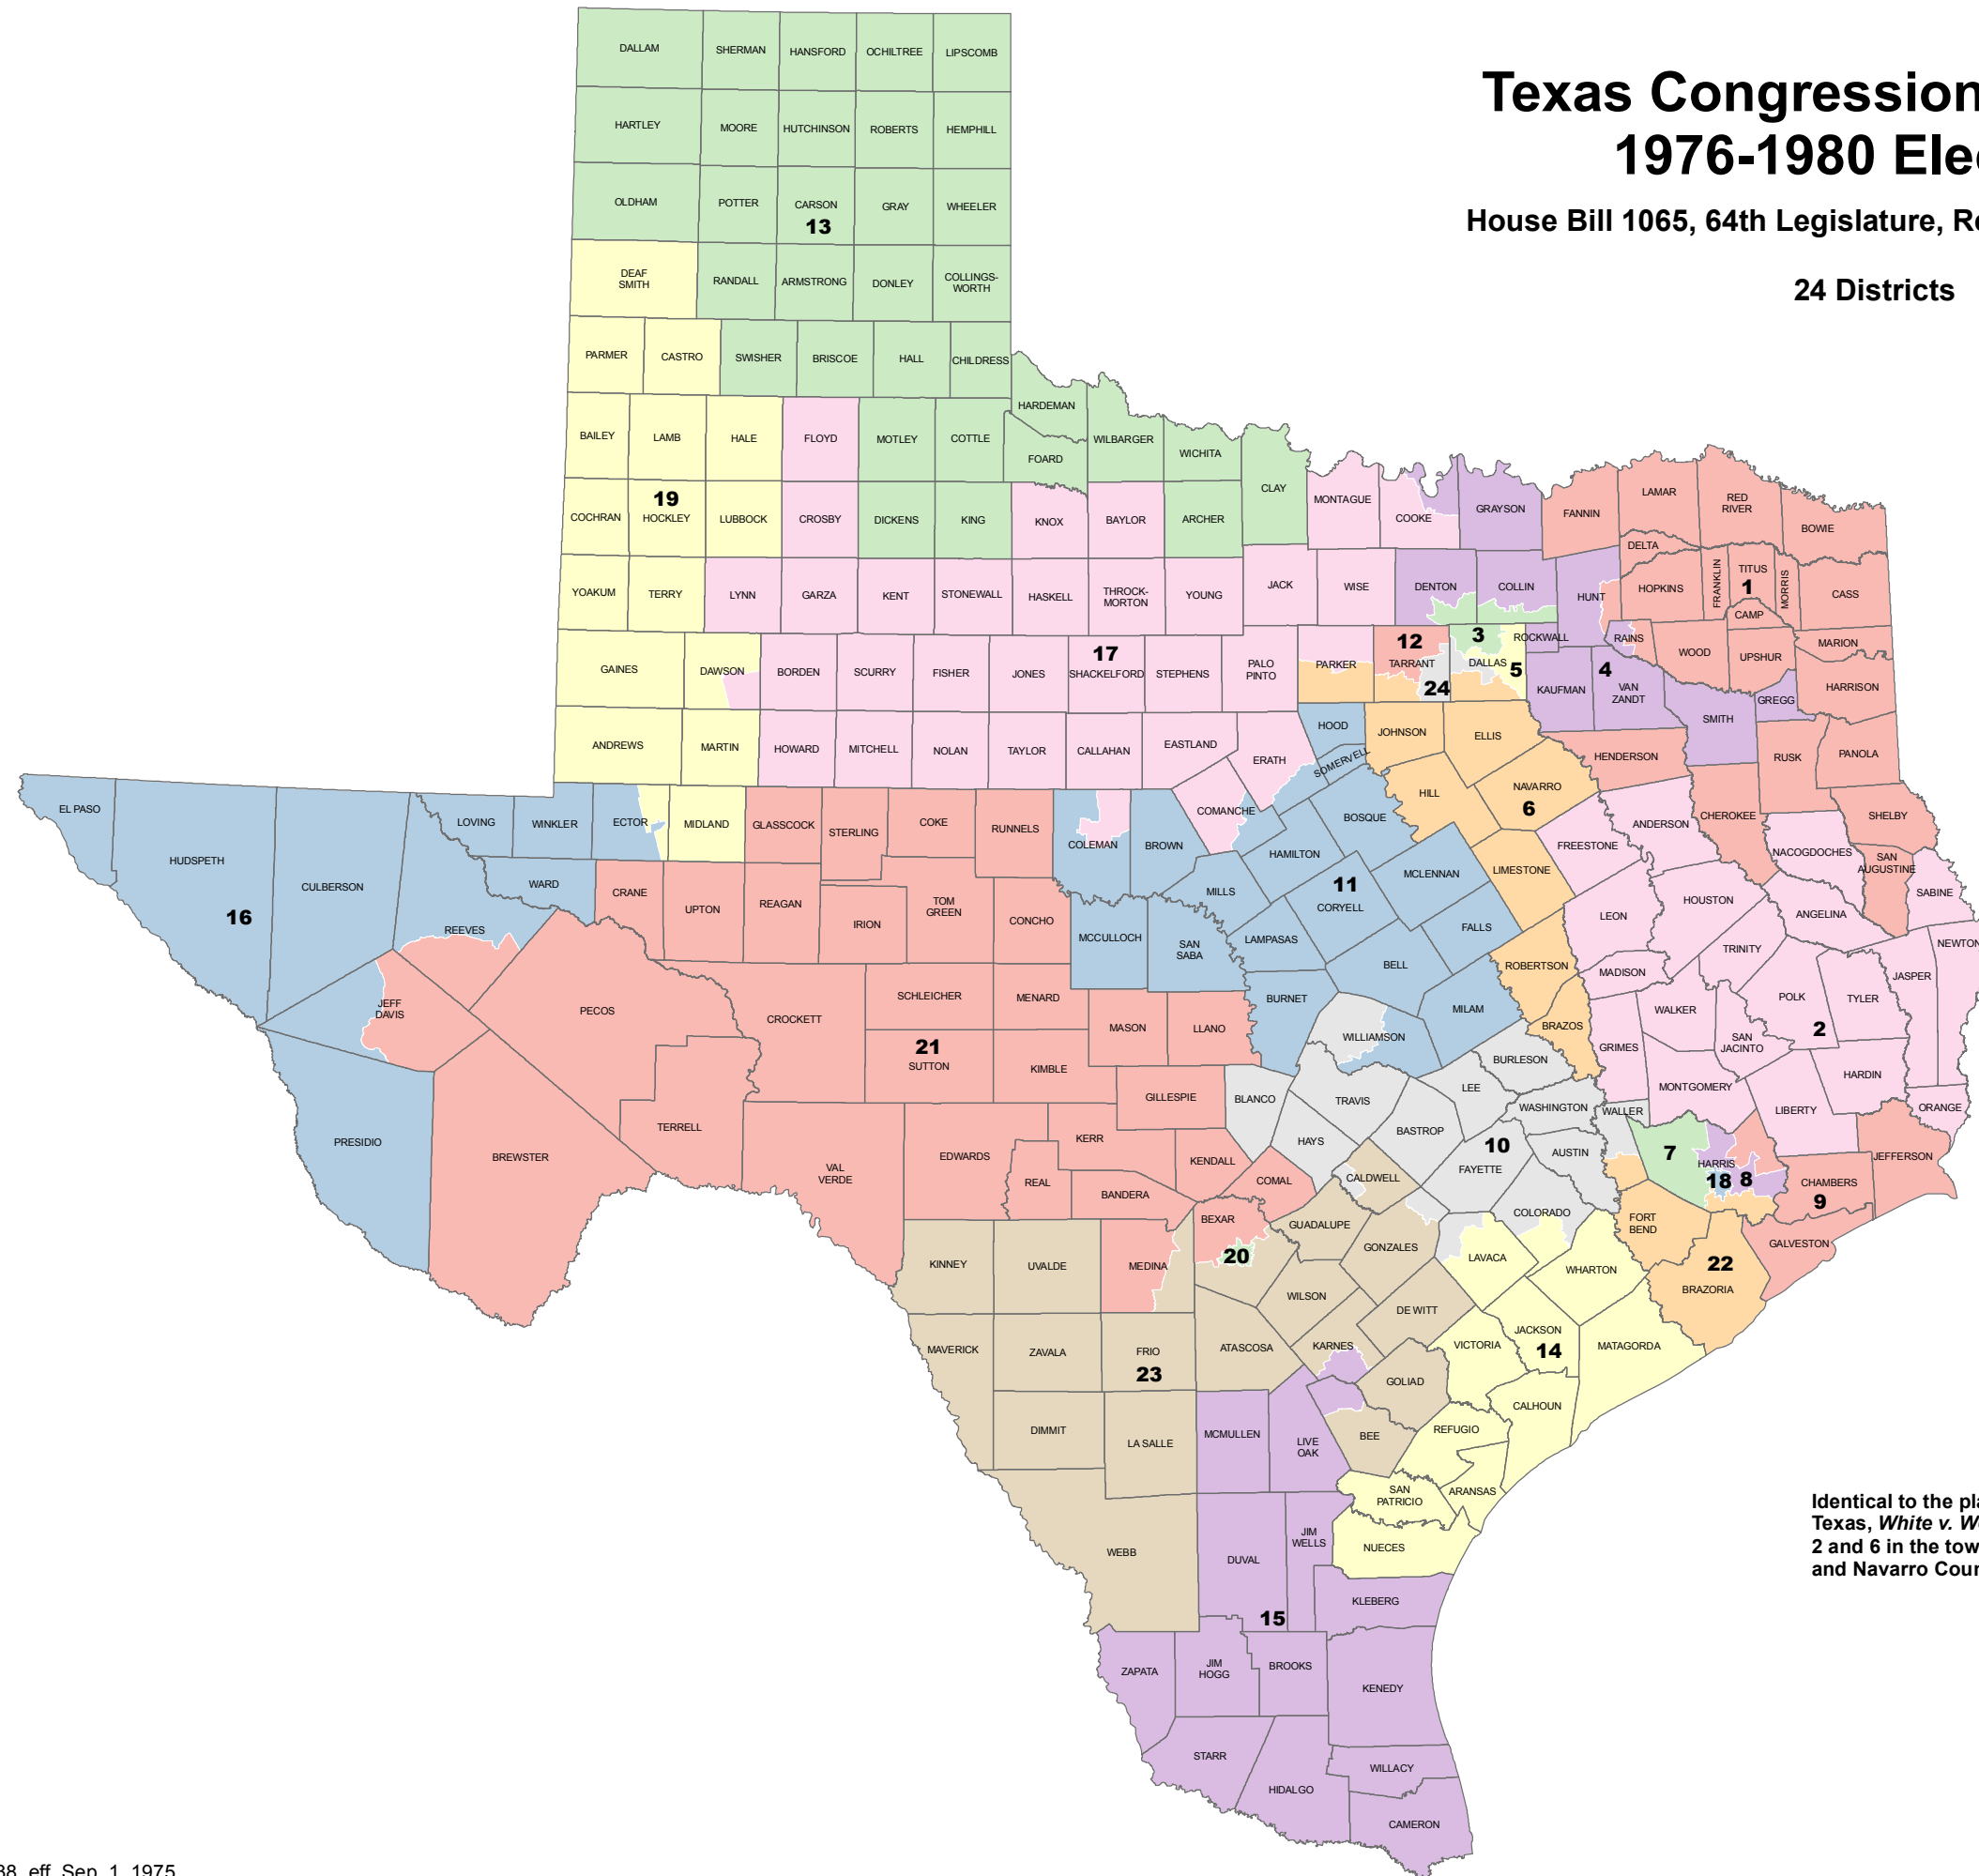 Texas Congression
1976-1980 Elec
House Bill 1065, 64th Legislature, Re
24 Districts
DALLAM SHERMAN HANSFORD OCHILTREE LIPSCOMB
HARTLEY MOORE HUTCHINSON ROBERTS HEMPHILL
OLDHAM POTTER CARSON GRAY WHEELER
13
DEAF
SMITH RANDALL ARMSTRONG DONLEY COLLINGS-
WORTH
PARMER CASTRO SWISHER BRISCOE HALL CHILDRESS
HARDEMAN
BAILEY LAMB HALE FLOYD MOTLEY COTTLE FOARD WILBARGER WICHITA
CLAY
19
COCHRAN HOCKLEY LUBBOCK CROSBY DICKENS KING KNOX BAYLOR ARCHER MONTAGUE COOKE GRAYSON FANNIN LAMAR RED
RIVER BOWIE
DELTA
YOAKUM TERRY LYNN GARZA KENT STONEWALL HASKELL THROCK-
MORTON YOUNG JACK WISE DENTON COLLIN HUNT HOPKINS FRANKLIN TITUS MORRIS CASS
1
CAMP
GAINES DAWSON BORDEN SCURRY FISHER JONES SHACKELFORD STEPHENS PALO
PINTO PARKER TARRANT DALLAS ROCKWALL RAINS WOOD UPSHUR MARION
17 12 3 24 5 4
KAUFMAN VAN
ZANDT SMITH GREGG HARRISON
ANDREWS MARTIN HOWARD MITCHELL NOLAN TAYLOR CALLAHAN EASTLAND ERATH HOOD SOMERVELL JOHNSON ELLIS HENDERSON RUSK PANOLA
HILL NAVARRO
6
EL PASO HUDSPETH CULBERSON LOVING WINKLER ECTOR MIDLAND GLASSCOCK STERLING COKE RUNNELS COLEMAN BROWN COMANCHE BOSQUE FREESTONE ANDERSON CHEROKEE NACOGDOCHES SHELBY
SAN
AUGUSTINE SABINE
16
REEVES WARD CRANE UPTON REAGAN IRION TOM
GREEN CONCHO MCCULLOCH SAN
SABA MILLS HAMILTON MCLENNAN LIMESTONE
11
CORYELL LAMPASAS FALLS LEON HOUSTON ANGELINA
JEFF
DAVIS PECOS CROCKETT SCHLEICHER MENARD MASON LLANO BURNET BELL MILAM ROBERTSON BRAZOS MADISON TRINITY JASPER NEWTON
WALKER SAN
JACINTO POLK TYLER
2
21
SUTTON KIMBLE GILLESPIE BLANCO WILLIAMSON TRAVIS LEE BURLESON GRIMES MONTGOMERY LIBERTY HARDIN ORANGE
PRESIDIO BREWSTER TERRELL VAL
VERDE EDWARDS KERR REAL BANDERA KENDALL COMAL HAYS BASTROP WASHINGTON WALLER AUSTIN FAYETTE
10
7
HARRIS
18 8
CHAMBERS
9
JEFFERSON
KINNEY UVALDE MEDINA BEXAR
20
GUADALUPE CALDWELL GONZALES COLORADO LAVACA FORT
BEND GALVESTON
22
BRAZORIA
WILSON DE WITT WHARTON
MAVERICK ZAVALA FRIO
23
ATASCOSA KARNES GOLIAD VICTORIA JACKSON
14
MATAGORDA
DIMMIT LA SALLE MCMULLEN LIVE
OAK BEE REFUGIO CALHOUN
SAN
PATRICIO ARANSAS
WEBB DUVAL JIM
WELLS NUECES
15
KLEBERG
ZAPATA JIM
HOGG BROOKS KENEDY
STARR HIDALGO WILLACY
CAMERON
Identical to the pla
Texas, White v. We
2 and 6 in the tow
and Navarro Coun
38, eff. Sep. 1, 1975